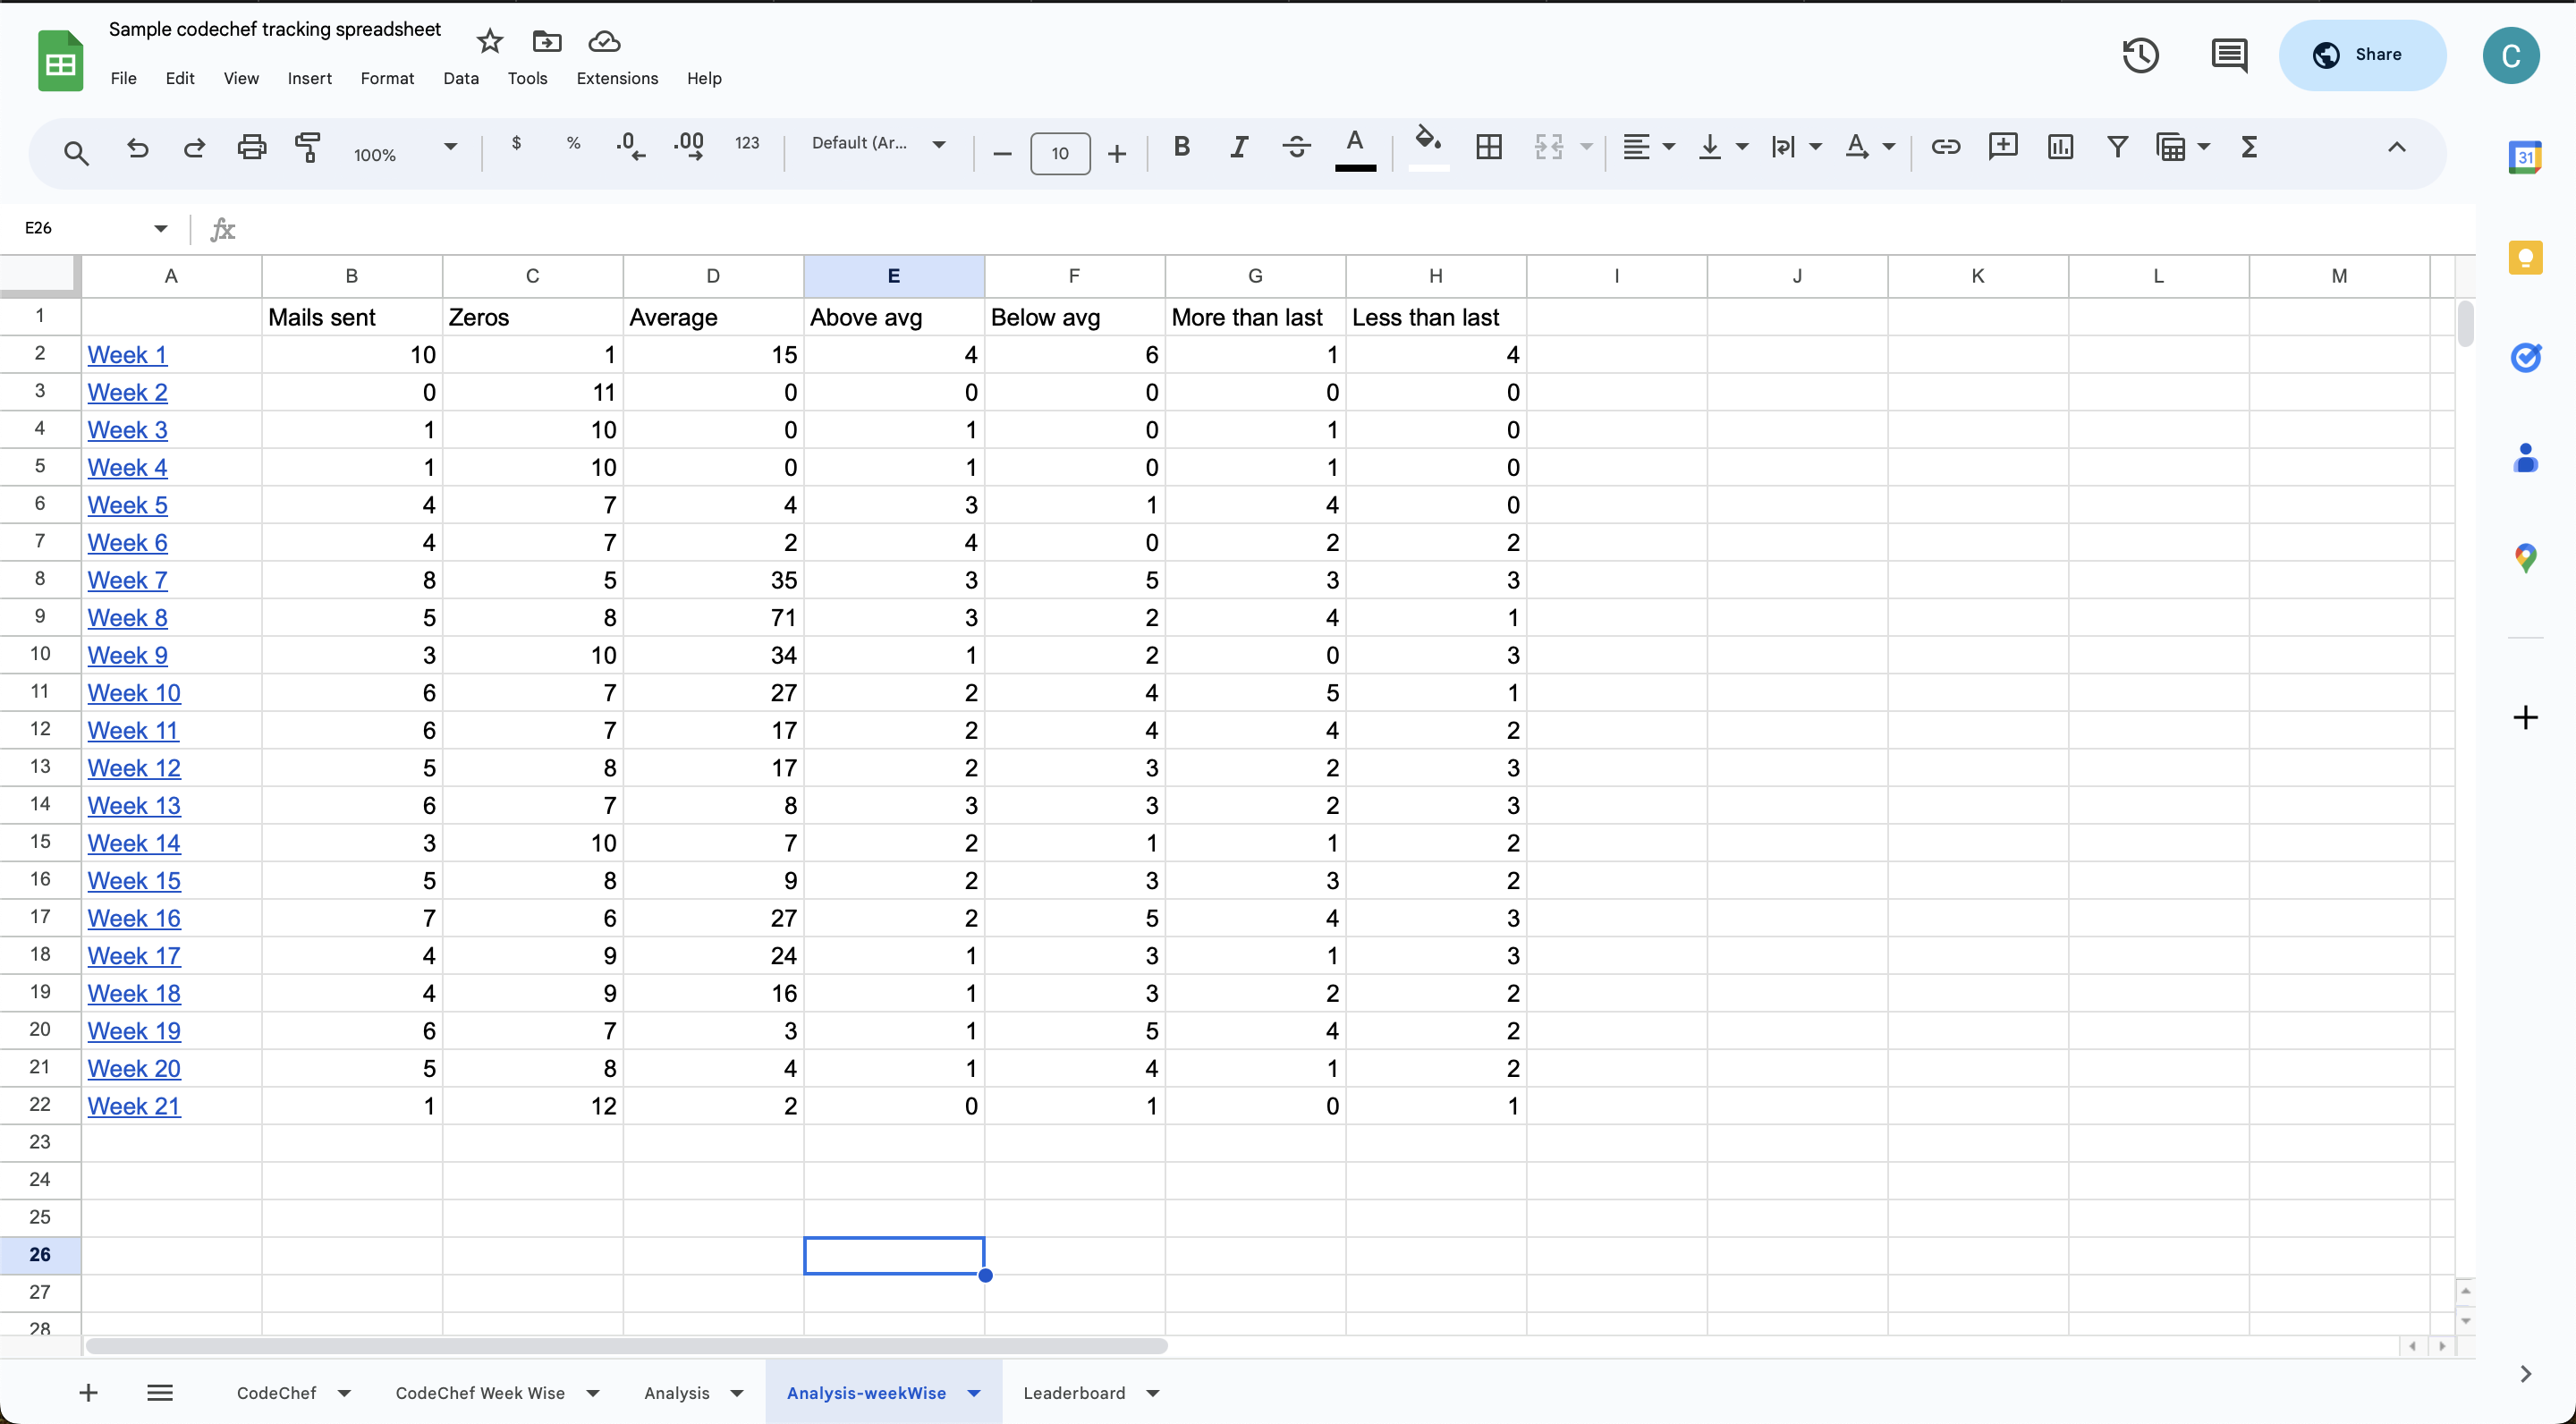 Sample codechef tracking spreadsheet
File Edit View Insert Format Data Tools Extensions Help
Share
C
100% $ % .0 .00 123 Default (Ar... 10 B I A A Σ
31
E26 fx
A B C D E F G H I J K L M
1 Mails sent Zeros Average Above avg Below avg More than last Less than last
2 Week 1 10 1 15 4 6 1 4
3 Week 2 0 11 0 0 0 0 0
4 Week 3 1 10 0 1 0 1 0
5 Week 4 1 10 0 1 0 1 0
6 Week 5 4 7 4 3 1 4 0
7 Week 6 4 7 2 4 0 2 2
8 Week 7 8 5 35 3 5 3 3
9 Week 8 5 8 71 3 2 4 1
10 Week 9 3 10 34 1 2 0 3
11 Week 10 6 7 27 2 4 5 1
12 Week 11 6 7 17 2 4 4 2
13 Week 12 5 8 17 2 3 2 3
14 Week 13 6 7 8 3 3 2 3
15 Week 14 3 10 7 2 1 1 2
16 Week 15 5 8 9 2 3 3 2
17 Week 16 7 6 27 2 5 4 3
18 Week 17 4 9 24 1 3 1 3
19 Week 18 4 9 16 1 3 2 2
20 Week 19 6 7 3 1 5 4 2
21 Week 20 5 8 4 1 4 1 2
22 Week 21 1 12 2 0 1 0 1
23
24
25
26
27
28
CodeChef CodeChef Week Wise Analysis Analysis-weekWise Leaderboard